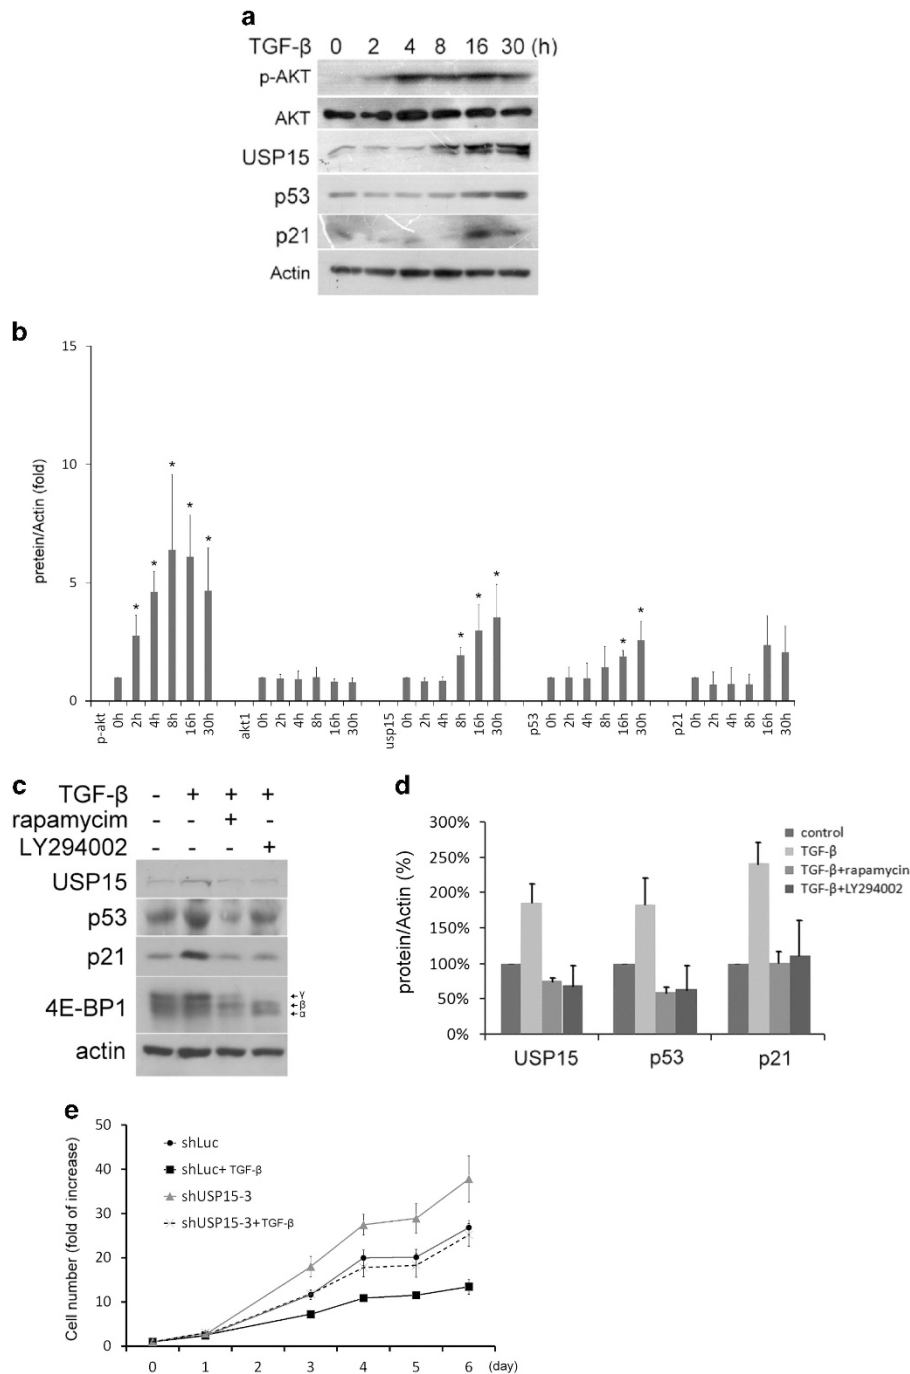 a
TGF-β 0 2 4 8 16 30 (h)
p-AKT
AKT
USP15
p53
p21
Actin
b
15
10
5
0
pretein/Actin (fold)
* * * * * * * * * *
p-akt 0h 2h 4h 8h 16h 30h akt1 0h 2h 4h 8h 16h 30h usp15 0h 2h 4h 8h 16h 30h p53 0h 2h 4h 8h 16h 30h p21 0h 2h 4h 8h 16h 30h
c
TGF-β - + + +
rapamycim - - + -
LY294002 - - - +
USP15
p53
p21
4E-BP1
←γ
←β
←α
actin
d
300%
250%
200%
150%
100%
50%
0%
protein/Actin (%)
control
TGF-β
TGF-β+rapamycin
TGF-β+LY294002
USP15 p53 p21
e
50
40
30
20
10
0
Cell number (fold of increase)
shLuc
shLuc+TGF-β
shUSP15-3
shUSP15-3+TGF-β
0 1 2 3 4 5 6 (day)